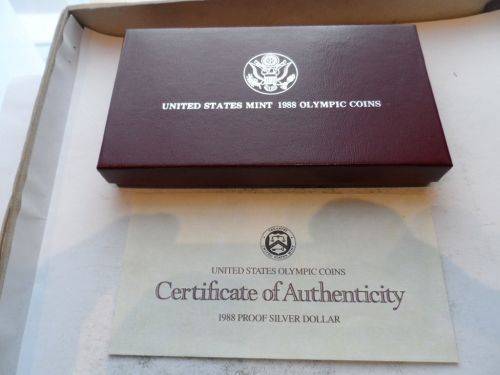 UNITED STATES MINT 1988 OLYMPIC COINS
UNITED STATES OLYMPIC COINS
Certificate of Authenticity
1988 PROOF SILVER DOLLAR